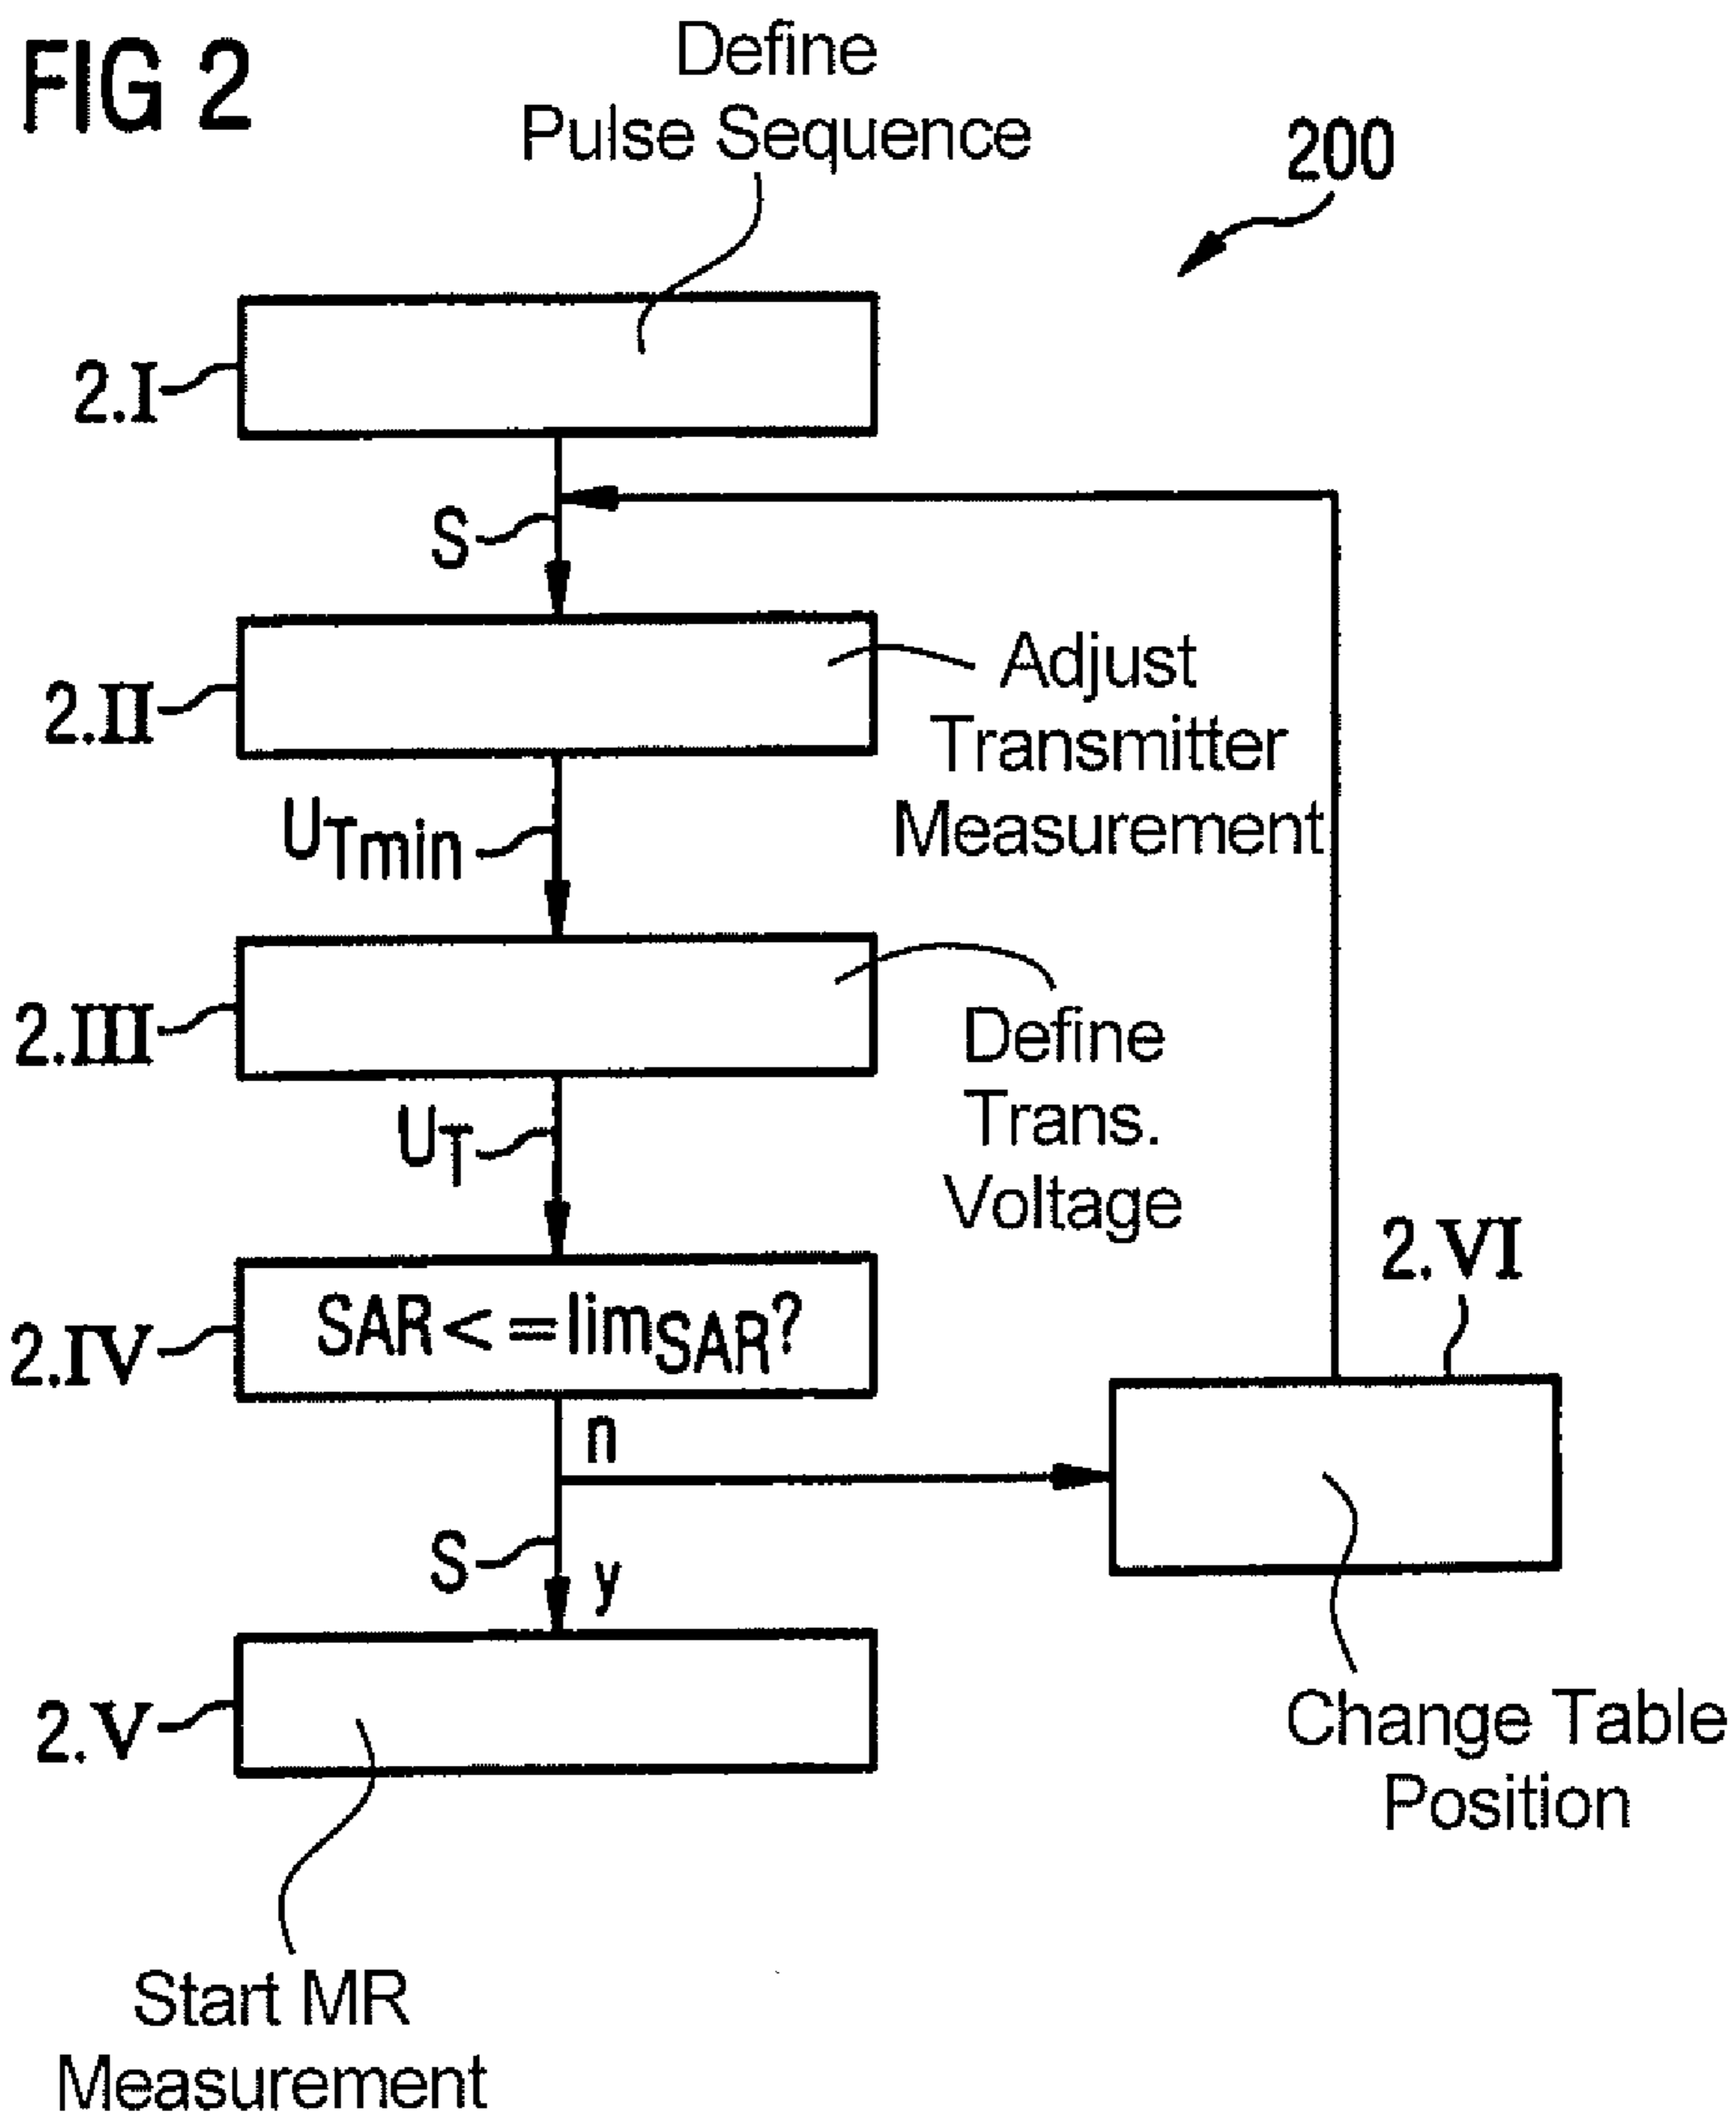 FIG 2
Define
Pulse Sequence
200
2.I
S
2.II
Adjust
Transmitter
Measurement
UTmin
2.III
Define
Trans.
Voltage
UT
2.VI
2.IV
SAR<=limSAR?
n
S
y
2.V
Change Table
Position
Start MR
Measurement